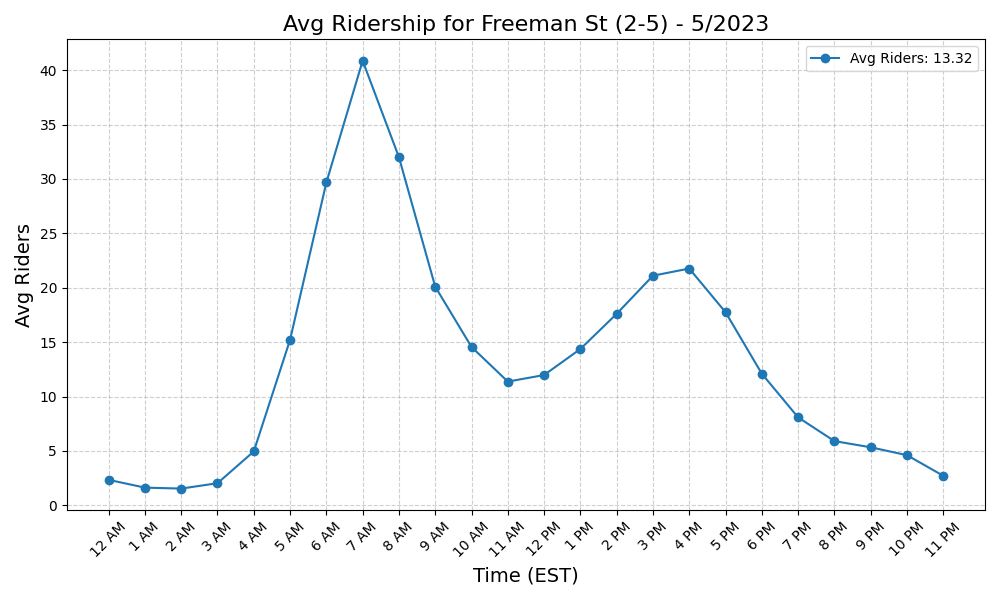 Avg Ridership for Freeman St (2-5) - 5/2023
Avg Riders: 13.32
Avg Riders
40
35
30
25
20
15
10
5
0
12 AM
1 AM
2 AM
3 AM
4 AM
5 AM
6 AM
7 AM
8 AM
9 AM
10 AM
11 AM
12 PM
1 PM
2 PM
3 PM
4 PM
5 PM
6 PM
7 PM
8 PM
9 PM
10 PM
11 PM
Time (EST)